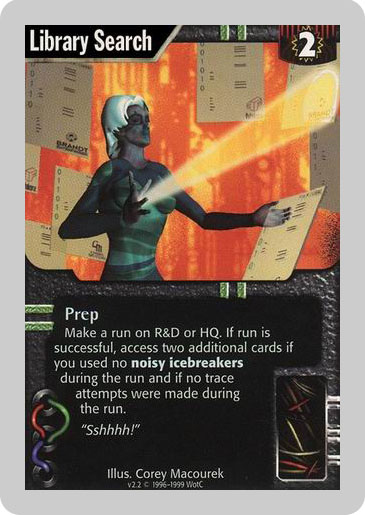 Library Search
2
BRANDT
Prep
Make a run on R&D or HQ. If run is
successful, access two additional cards if
you used no noisy icebreakers
during the run and if no trace
attempts were made during
the run.
"Sshhhh!"
Illus. Corey Macourek
v2.2 © 1996-1999 WotC